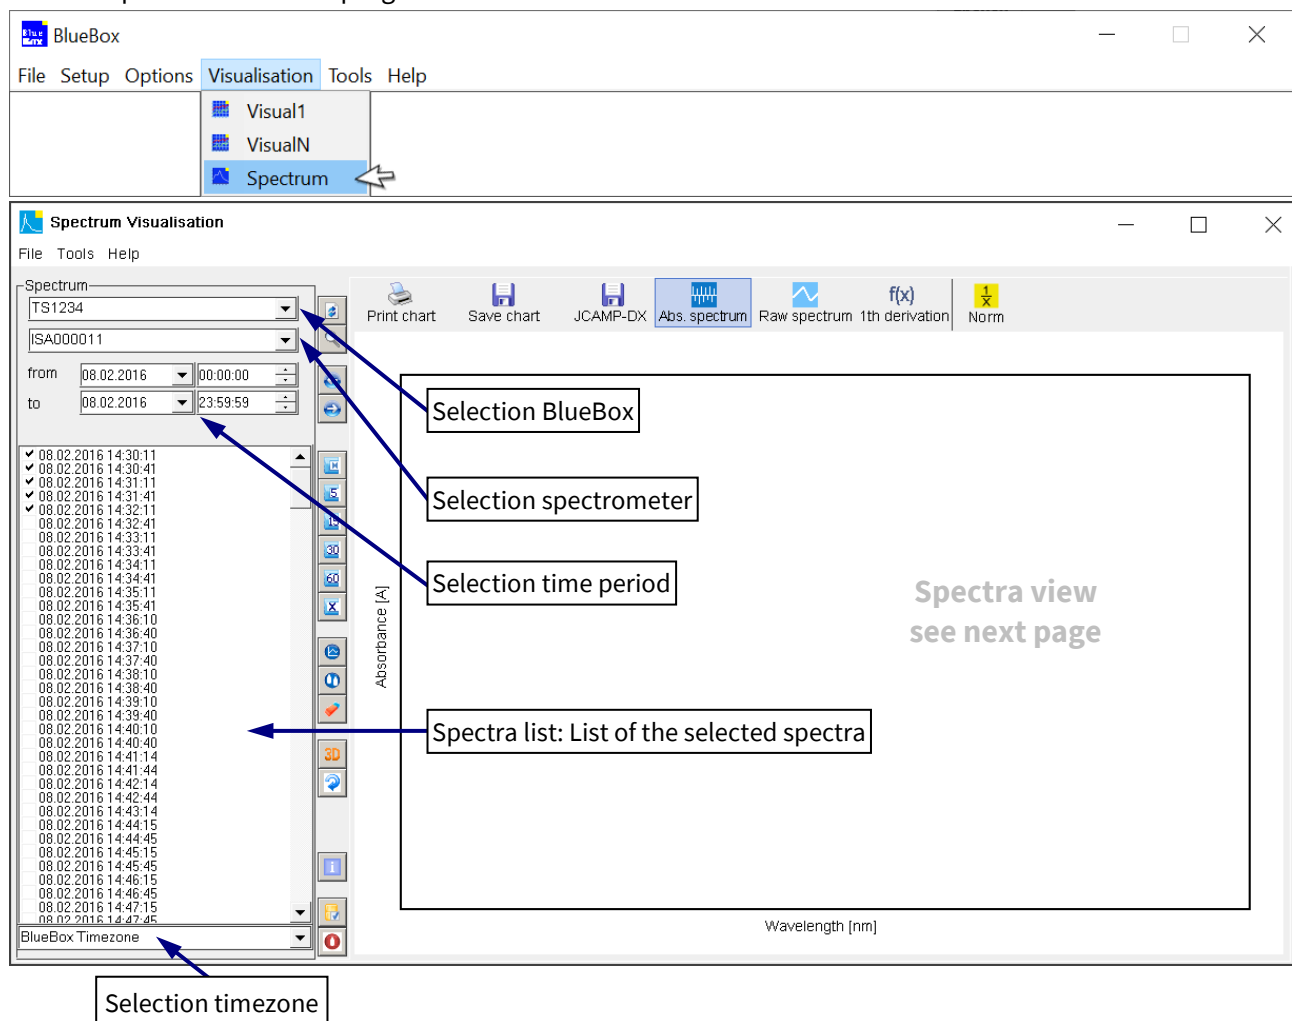 BlueBox
File Setup Options Visualisation Tools Help
Visual1
VisualN
Spectrum
Spectrum Visualisation
File Tools Help
Spectrum
TS1234
ISA000011
from 08.02.2016 00:00:00
to 08.02.2016 23:59:59
Print chart Save chart JCAMP-DX Abs. spectrum Raw spectrum f(x) 1th derivation 1/x Norm
Selection BlueBox
Selection spectrometer
Selection time period
Spectra list: List of the selected spectra
Spectra view
see next page
Absorbance [A]
Wavelength [nm]
08.02.2016 14:30:11
08.02.2016 14:30:41
08.02.2016 14:31:11
08.02.2016 14:31:41
08.02.2016 14:32:11
08.02.2016 14:32:41
08.02.2016 14:33:11
08.02.2016 14:33:41
08.02.2016 14:34:11
08.02.2016 14:34:41
08.02.2016 14:35:11
08.02.2016 14:35:41
08.02.2016 14:36:10
08.02.2016 14:36:40
08.02.2016 14:37:10
08.02.2016 14:37:40
08.02.2016 14:38:10
08.02.2016 14:38:40
08.02.2016 14:39:10
08.02.2016 14:39:40
08.02.2016 14:40:10
08.02.2016 14:40:40
08.02.2016 14:41:14
08.02.2016 14:41:44
08.02.2016 14:42:14
08.02.2016 14:42:44
08.02.2016 14:43:14
08.02.2016 14:44:15
08.02.2016 14:44:45
08.02.2016 14:45:15
08.02.2016 14:45:45
08.02.2016 14:46:15
08.02.2016 14:46:45
08.02.2016 14:47:15
08.02.2016 14:47:45
5
15
30
60
X
3D
i
BlueBox Timezone
Selection timezone